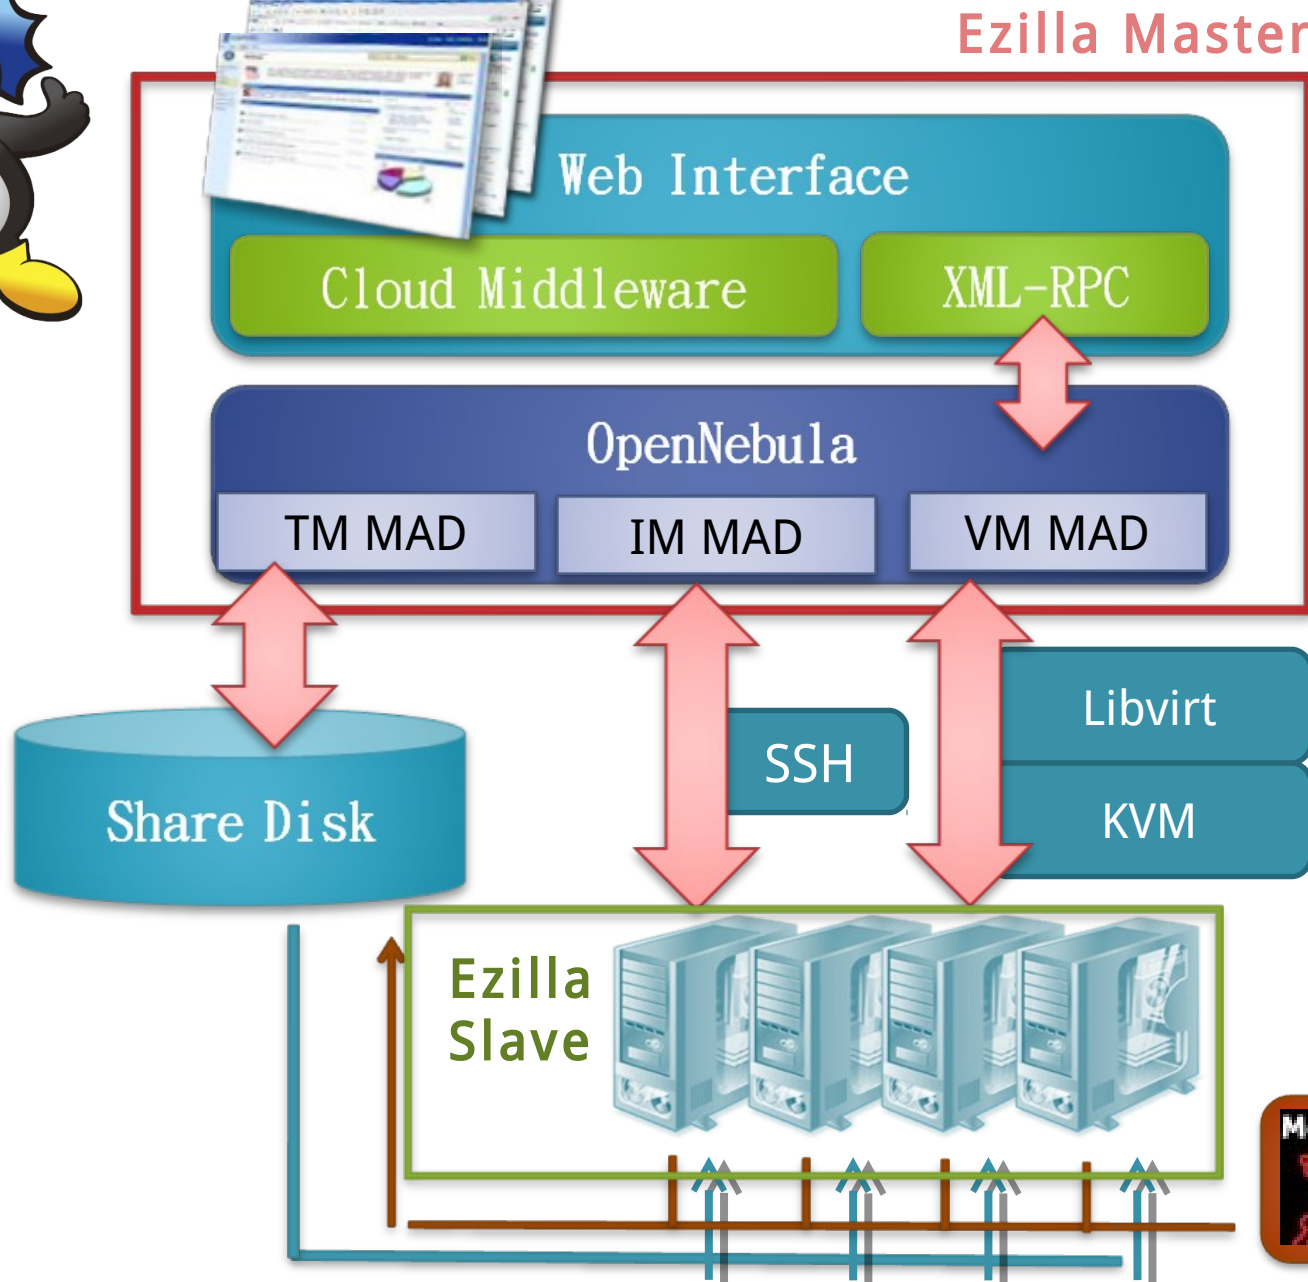 Ezilla Master
Web Interface
Cloud Middleware
XML-RPC
OpenNebula
TM MAD
IM MAD
VM MAD
Libvirt
SSH
KVM
Share Disk
Ezilla
Slave